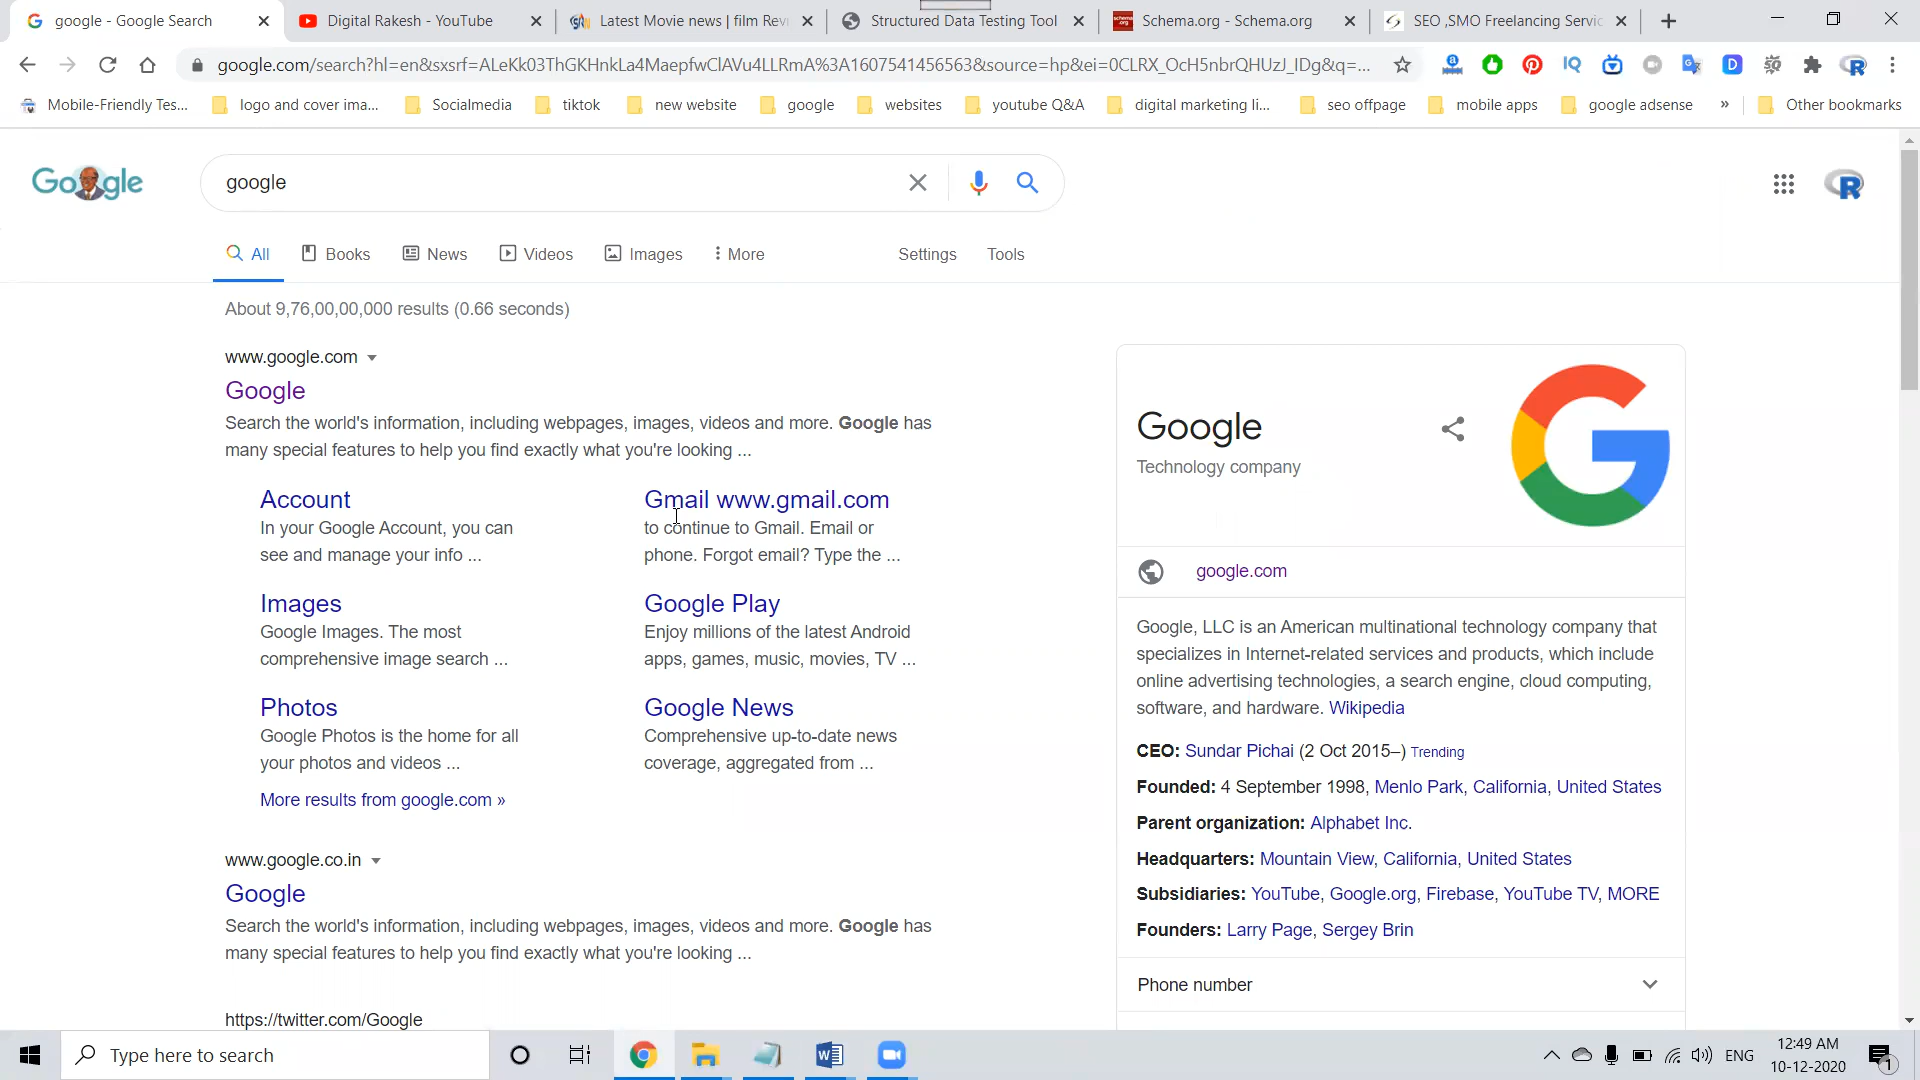 google - Google Search
Digital Rakesh - YouTube
Latest Movie news | film Rev
Structured Data Testing Tool
Schema.org - Schema.org
SEO ,SMO Freelancing Servic
google.com/search?hl=en&sxsrf=ALeKk03ThGKHnkLa4MaepfwClAVu4LLRmA%3A1607541456563&source=hp&ei=0CLRX_OcH5nbrQHUzJ_IDg&q=...
Mobile-Friendly Tes...
logo and cover ima...
Socialmedia
tiktok
new website
google
websites
youtube Q&A
digital marketing li...
seo offpage
mobile apps
google adsense
»
Other bookmarks
Google
google
All
Books
News
Videos
Images
More
Settings
Tools
About 9,76,00,00,000 results (0.66 seconds)
www.google.com
Google
Search the world's information, including webpages, images, videos and more. Google has
many special features to help you find exactly what you're looking ...
Account
In your Google Account, you can
see and manage your info ...
Gmail www.gmail.com
to continue to Gmail. Email or
phone. Forgot email? Type the ...
Images
Google Images. The most
comprehensive image search ...
Google Play
Enjoy millions of the latest Android
apps, games, music, movies, TV ...
Photos
Google Photos is the home for all
your photos and videos ...
Google News
Comprehensive up-to-date news
coverage, aggregated from ...
More results from google.com »
www.google.co.in
Google
Search the world's information, including webpages, images, videos and more. Google has
many special features to help you find exactly what you're looking ...
https://twitter.com/Google
Google
Technology company
google.com
Google, LLC is an American multinational technology company that
specializes in Internet-related services and products, which include
online advertising technologies, a search engine, cloud computing,
software, and hardware. Wikipedia
CEO: Sundar Pichai (2 Oct 2015–) Trending
Founded: 4 September 1998, Menlo Park, California, United States
Parent organization: Alphabet Inc.
Headquarters: Mountain View, California, United States
Subsidiaries: YouTube, Google.org, Firebase, YouTube TV, MORE
Founders: Larry Page, Sergey Brin
Phone number
Type here to search
ENG
12:49 AM
10-12-2020
1